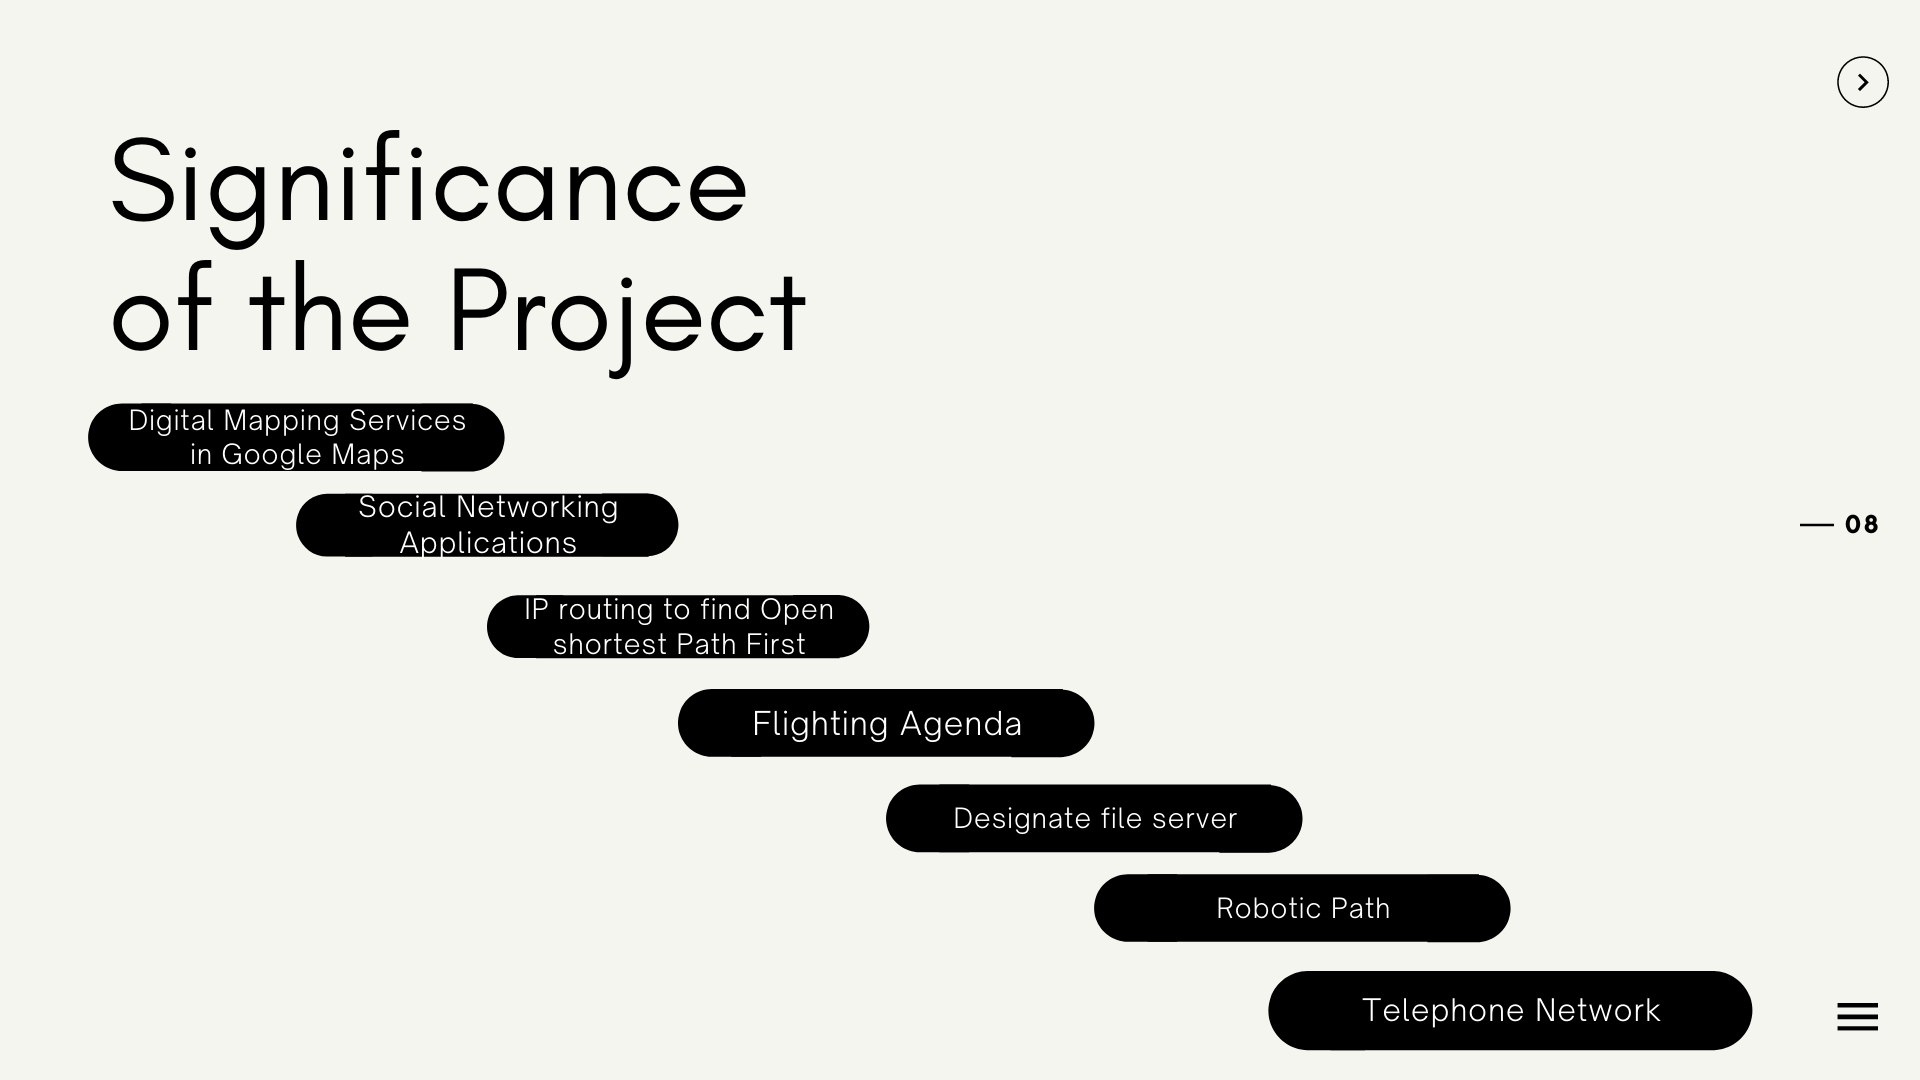 Significance
of the Project
Digital Mapping Services
in Google Maps
Social Networking
Applications
08
IP routing to find Open
shortest Path First
Flighting Agenda
Designate file server
Robotic Path
Telephone Network